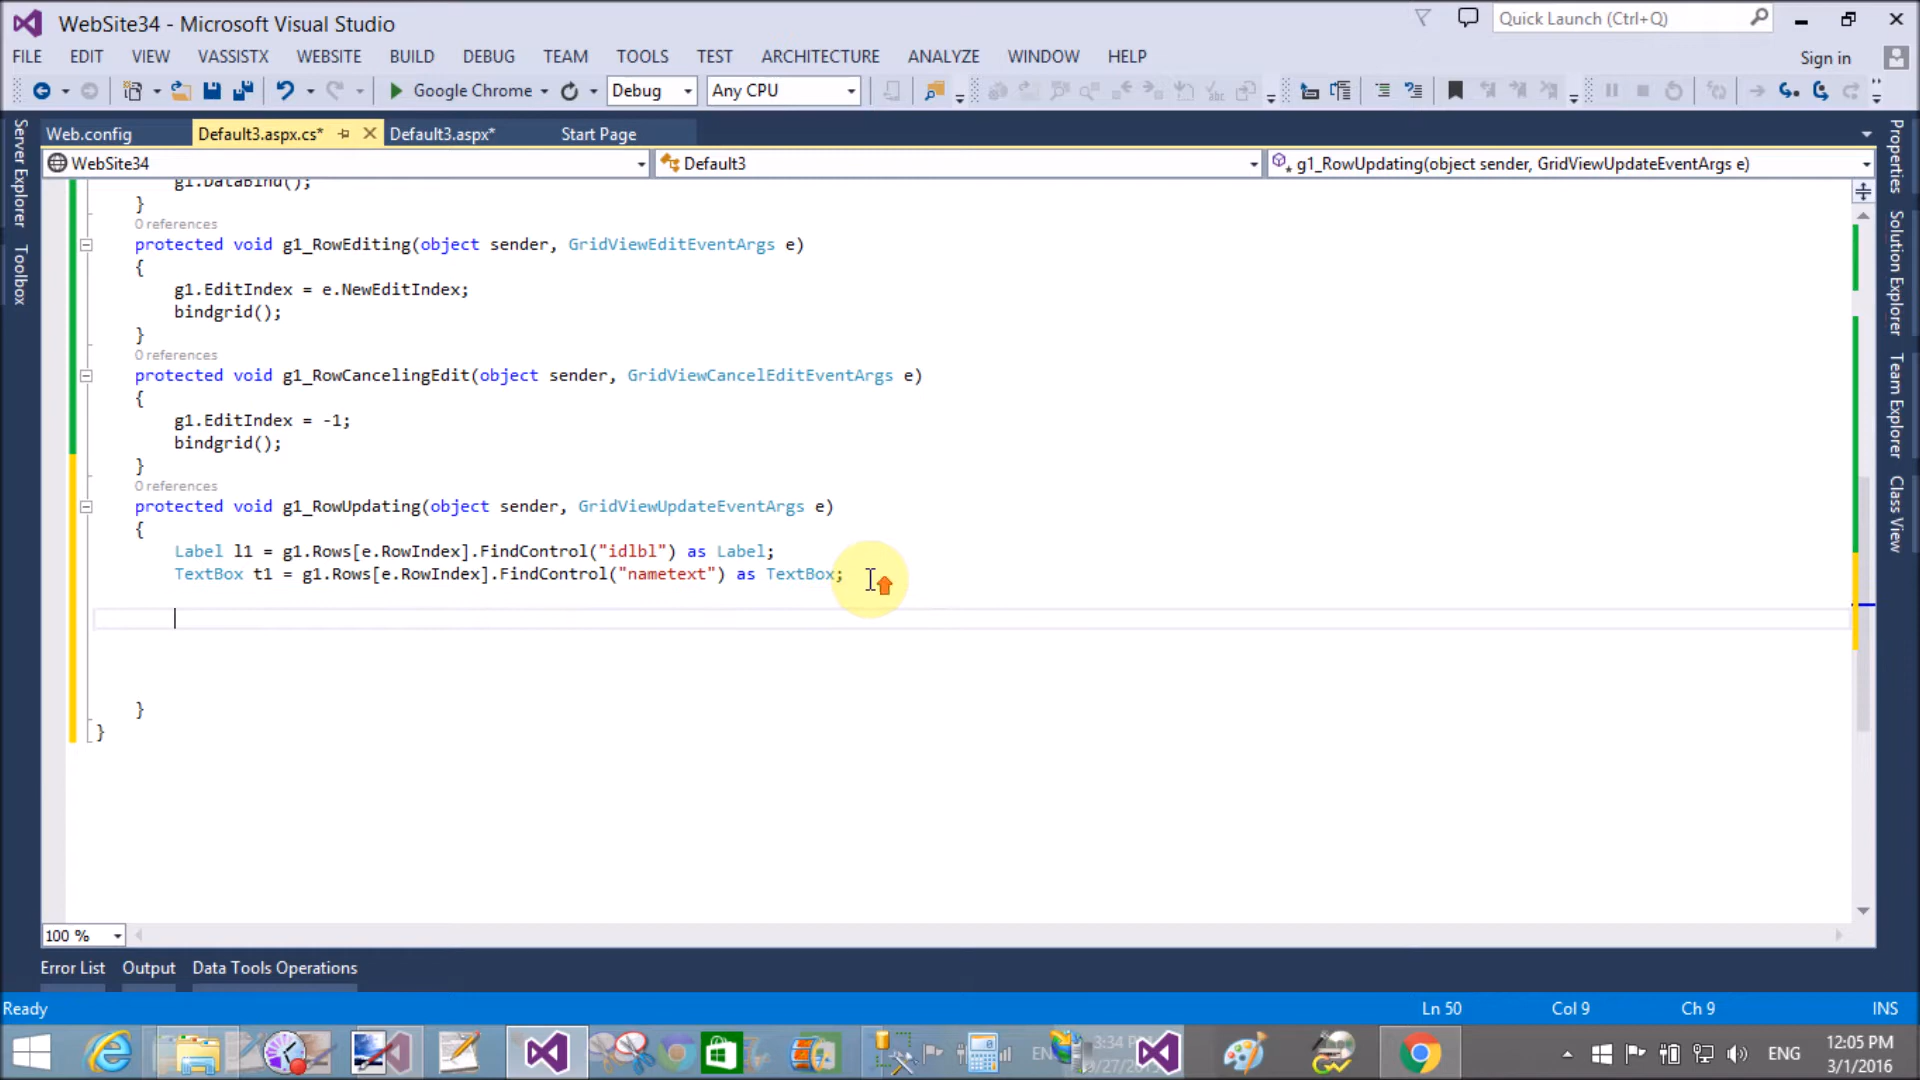 WebSite34 - Microsoft Visual Studio
Quick Launch (Ctrl+Q)
FILE EDIT VIEW VASSISTX WEBSITE BUILD DEBUG TEAM TOOLS TEST ARCHITECTURE ANALYZE WINDOW HELP
Sign in
Google Chrome Debug Any CPU
Web.config Default3.aspx.cs* Default3.aspx* Start Page
WebSite34 Default3 g1_RowUpdating(object sender, GridViewUpdateEventArgs e)
Server Explorer
Toolbox
Properties
Solution Explorer
Team Explorer
Class View
g1.DataBind();
}
0 references
protected void g1_RowEditing(object sender, GridViewEditEventArgs e)
{
g1.EditIndex = e.NewEditIndex;
bindgrid();
}
0 references
protected void g1_RowCancelingEdit(object sender, GridViewCancelEditEventArgs e)
{
g1.EditIndex = -1;
bindgrid();
}
0 references
protected void g1_RowUpdating(object sender, GridViewUpdateEventArgs e)
{
Label l1 = g1.Rows[e.RowIndex].FindControl("idlbl") as Label;
TextBox t1 = g1.Rows[e.RowIndex].FindControl("nametext") as TextBox;
}
}
100 %
Error List Output Data Tools Operations
Ready Ln 50 Col 9 Ch 9 INS
ENG 12:05 PM
3/1/2016